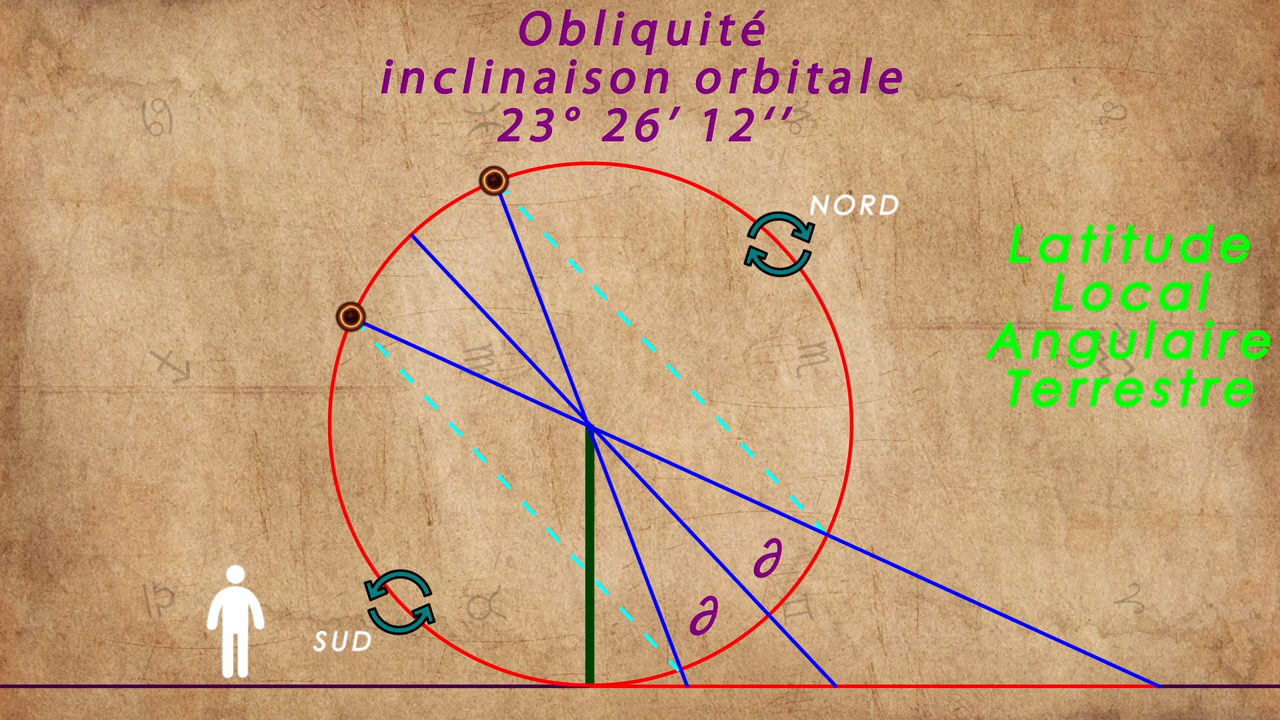 Obliquité
inclinaison orbitale
23° 26’ 12‘’
NORD
Latitude
Local
Angulaire
Terrestre
∂
∂
SUD